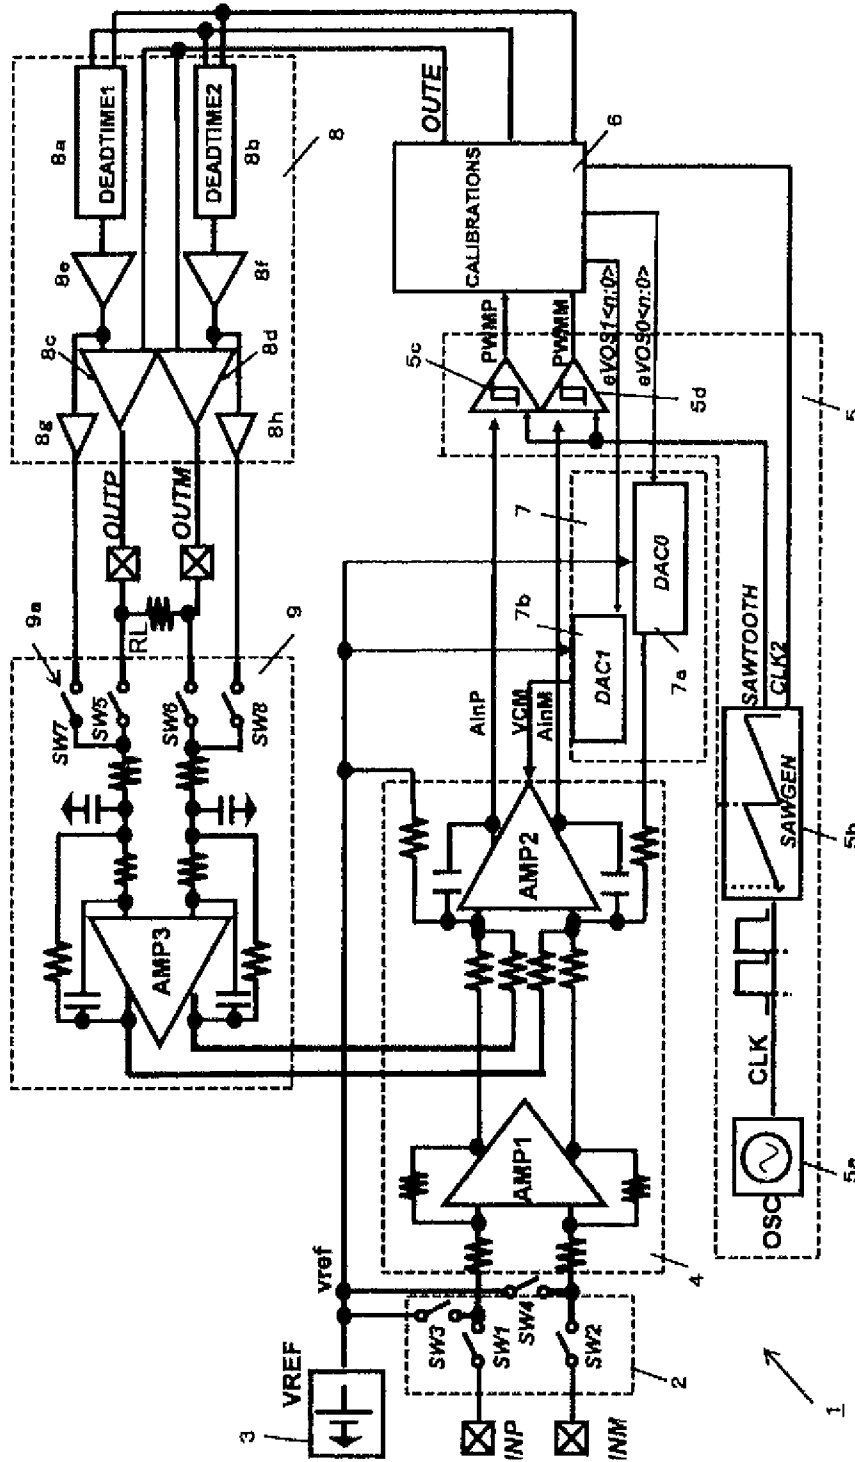 VREF
3
vref
INP
INM
SW3
SW1
SW4
SW2
2
1
AMP1
4
AMP2
AinP
VCM
AinM
AMP3
9
9a
SW7
SW5
SW6
SW8
RL
OUTP
OUTM
8g
8c
8d
8h
8e
8f
8a
DEADTIME1
DEADTIME2
8b
8
OUTE
CALIBRATIONS
6
PWMP
PWMM
5c
5d
eVOS1<n:0>
eVOS0<n:0>
7
7b
DAC1
DAC0
7a
5
SAWTOOTH
CLK2
SAWGEN
5b
CLK
OSC
5a